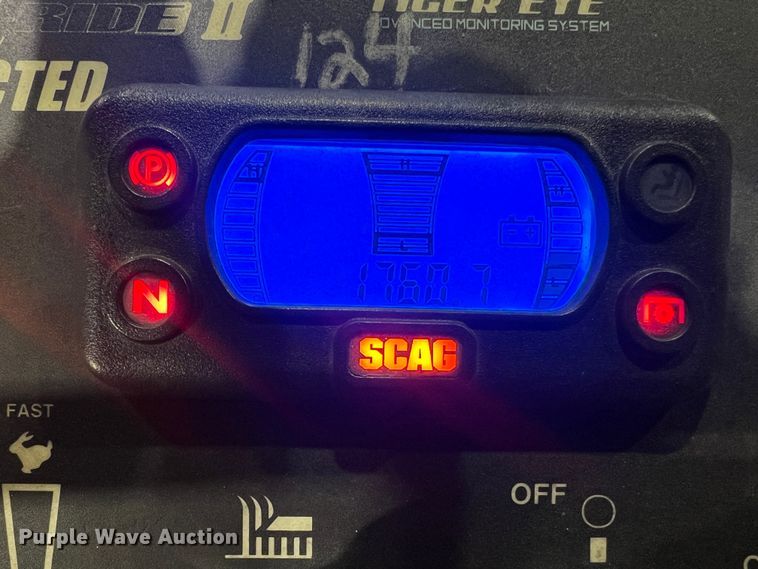 RIDE II
TIGER EYE
ADVANCED MONITORING SYSTEM
124
CTED
P
H
N
L
1760.7
SCAG
FAST
OFF
Purple Wave Auction